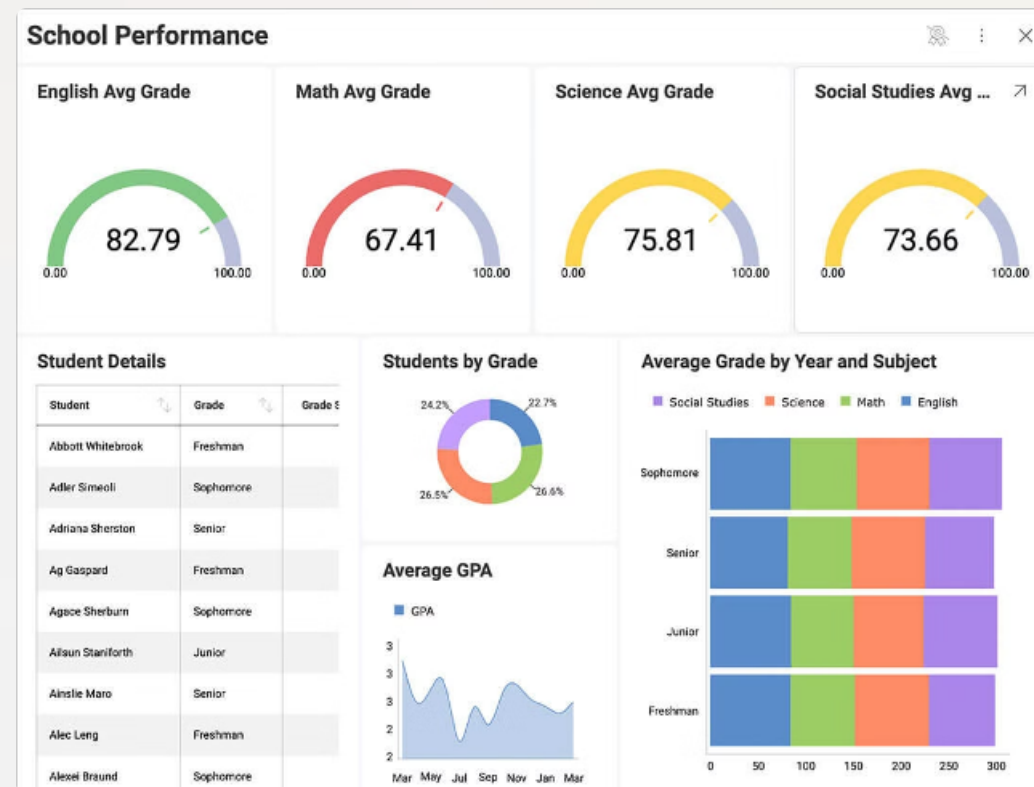 School Performance
English Avg Grade
82.79
0.00
100.00
Math Avg Grade
67.41
0.00
100.00
Science Avg Grade
75.81
0.00
100.00
Social Studies Avg ...
73.66
0.00
100.00
Student Details
Student Grade Grade S
Abbott Whitebrook Freshman
Adler Simeoli Sophomore
Adriana Sherston Senior
Ag Gaspard Freshman
Agace Sherburn Sophomore
Ailsun Staniforth Junior
Ainslie Maro Senior
Alec Leng Freshman
Alexei Braund Sophomore
Students by Grade
24.2% 22.7%
26.5% 26.6%
Average GPA
GPA
3
3
3
2
2
Mar May Jul Sep Nov Jan Mar
Average Grade by Year and Subject
Social Studies Science Math English
Sophomore
Senior
Junior
Freshman
0 50 100 150 200 250 300